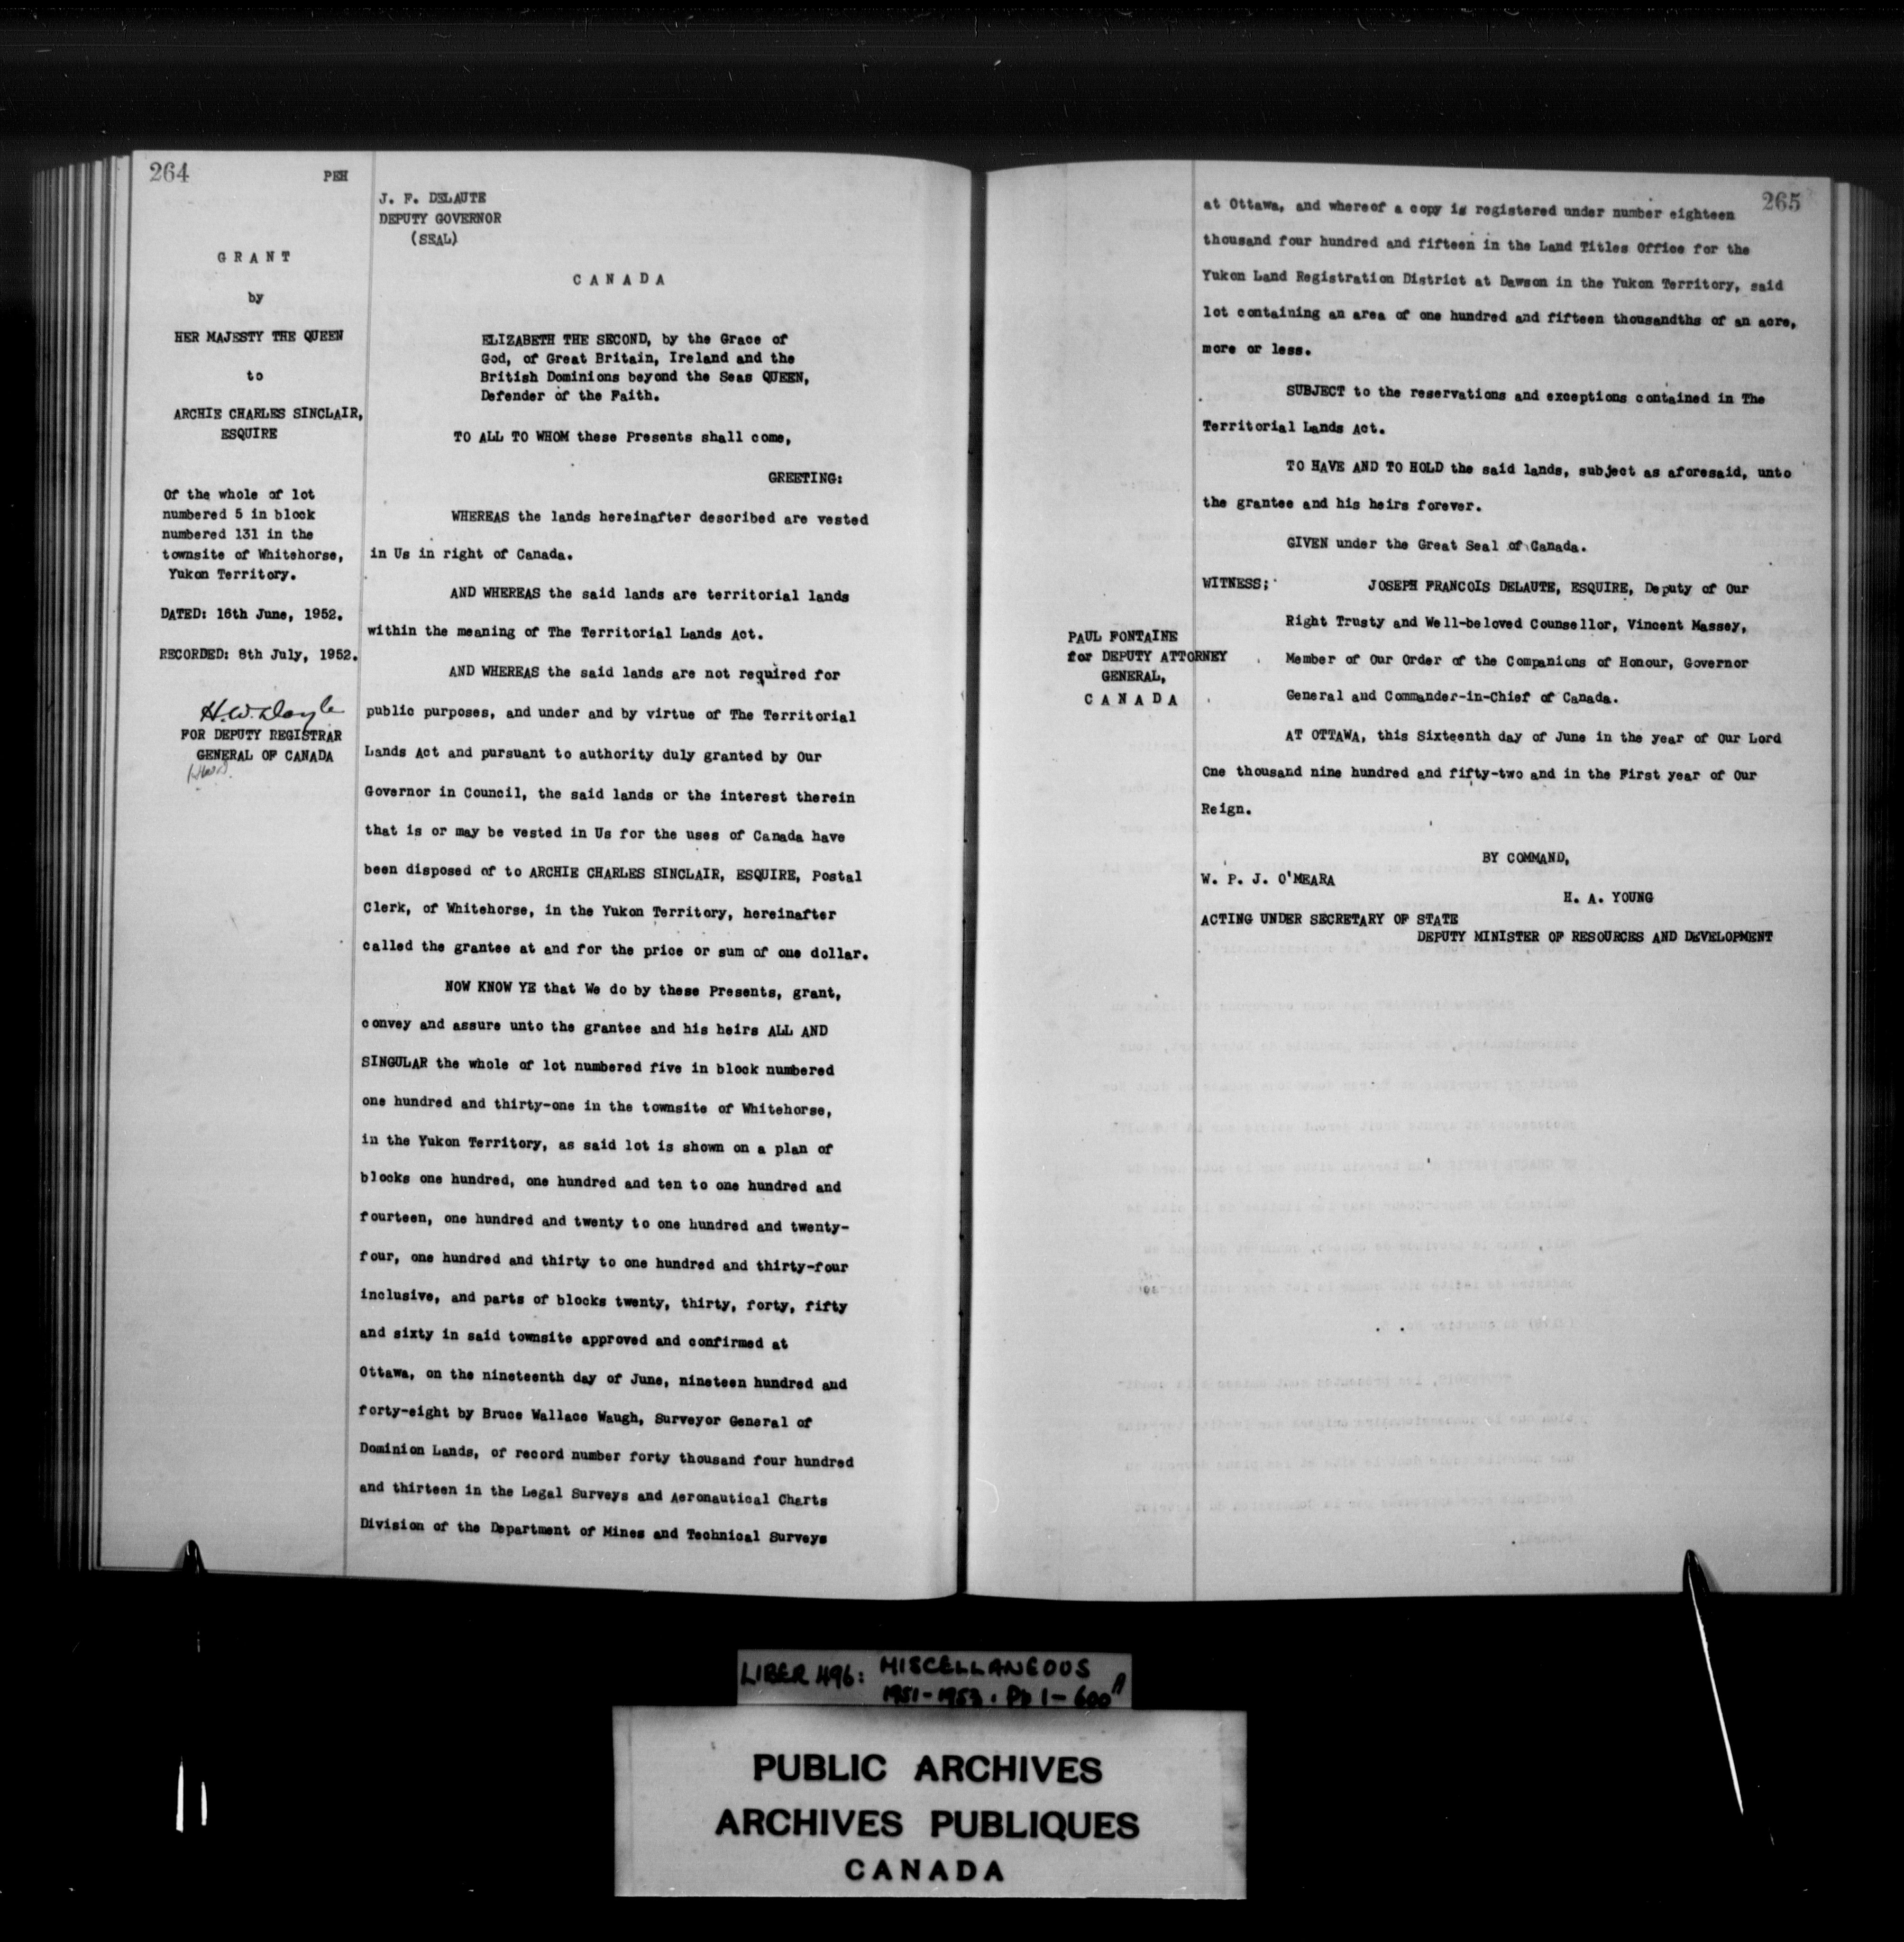 264
PEH
G R A N T
by
HER MAJESTY THE QUEEN
to
ARCHIE CHARLES SINCLAIR,
ESQUIRE
Of the whole of lot
numbered 5 in block
numbered 131 in the
townsite of Whitehorse,
Yukon Territory.
DATED: 16th June, 1952.
RECORDED: 8th July, 1952.
H.W. Doyle
FOR DEPUTY REGISTRAR
GENERAL OF CANADA
J. F. DELAUTE
DEPUTY GOVERNOR
(SEAL)
C A N A D A
ELIZABETH THE SECOND, by the Grace of
God, of Great Britain, Ireland and the
British Dominions beyond the Seas QUEEN,
Defender of the Faith.
TO ALL TO WHOM these Presents shall come,
GREETING:
WHEREAS the lands hereinafter described are vested
in Us in right of Canada.
AND WHEREAS the said lands are territorial lands
within the meaning of The Territorial Lands Act.
AND WHEREAS the said lands are not required for
public purposes, and under and by virtue of The Territorial
Lands Act and pursuant to authority duly granted by Our
Governor in Council, the said lands or the interest therein
that is or may be vested in Us for the uses of Canada have
been disposed of to ARCHIE CHARLES SINCLAIR, ESQUIRE, Postal
Clerk, of Whitehorse, in the Yukon Territory, hereinafter
called the grantee at and for the price or sum of one dollar.
NOW KNOW YE that We do by these Presents, grant,
convey and assure unto the grantee and his heirs ALL AND
SINGULAR the whole of lot numbered five in block numbered
one hundred and thirty-one in the townsite of Whitehorse,
in the Yukon Territory, as said lot is shown on a plan of
blocks one hundred, one hundred and ten to one hundred and
fourteen, one hundred and twenty to one hundred and twenty-
four, one hundred and thirty to one hundred and thirty-four
inclusive, and parts of blocks twenty, thirty, forty, fifty
and sixty in said townsite approved and confirmed at
Ottawa, on the nineteenth day of June, nineteen hundred and
forty-eight by Bruce Wallace Waugh, Surveyor General of
Dominion Lands, of record number forty thousand four hundred
and thirteen in the Legal Surveys and Aeronautical Charts
Division of the Department of Mines and Technical Surveys
265
at Ottawa, and whereof a copy is registered under number eighteen
thousand four hundred and fifteen in the Land Titles Office for the
Yukon Land Registration District at Dawson in the Yukon Territory, said
lot containing an area of one hundred and fifteen thousandths of an acre,
more or less.
SUBJECT to the reservations and exceptions contained in The
Territorial Lands Act.
TO HAVE AND TO HOLD the said lands, subject as aforesaid, unto
the grantee and his heirs forever.
GIVEN under the Great Seal of Canada.
WITNESS; JOSEPH FRANCOIS DELAUTE, ESQUIRE, Deputy of Our
Right Trusty and Well-beloved Counsellor, Vincent Massey,
Member of Our Order of the Companions of Honour, Governor
General and Commander-in-Chief of Canada.
PAUL FONTAINE
for DEPUTY ATTORNEY
GENERAL,
C A N A D A
AT OTTAWA, this Sixteenth day of June in the year of Our Lord
One thousand nine hundred and fifty-two and in the First year of Our
Reign.
BY COMMAND,
W. P. J. O'MEARA
H. A. YOUNG
ACTING UNDER SECRETARY OF STATE
DEPUTY MINISTER OF RESOURCES AND DEVELOPMENT
LIBER 496: MISCELLANEOUS
1951-1953. Pp 1-600
PUBLIC ARCHIVES
ARCHIVES PUBLIQUES
CANADA